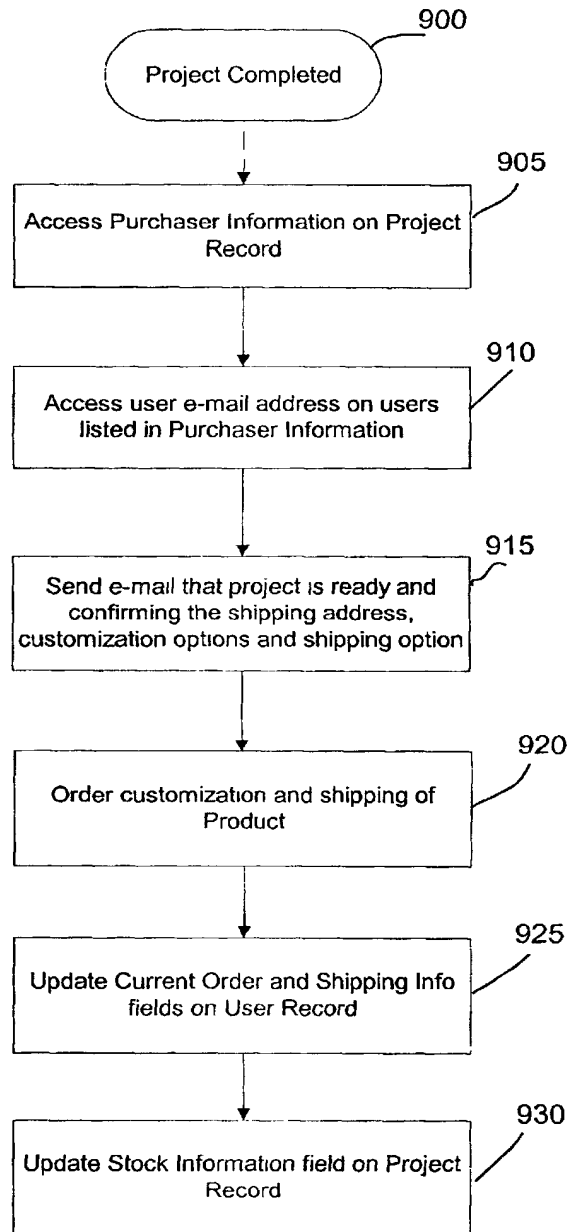 900
Project Completed
905
Access Purchaser Information on Project
Record
910
Access user e-mail address on users
listed in Purchaser Information
915
Send e-mail that project is ready and
confirming the shipping address,
customization options and shipping option
920
Order customization and shipping of
Product
925
Update Current Order and Shipping Info
fields on User Record
930
Update Stock Information field on Project
Record